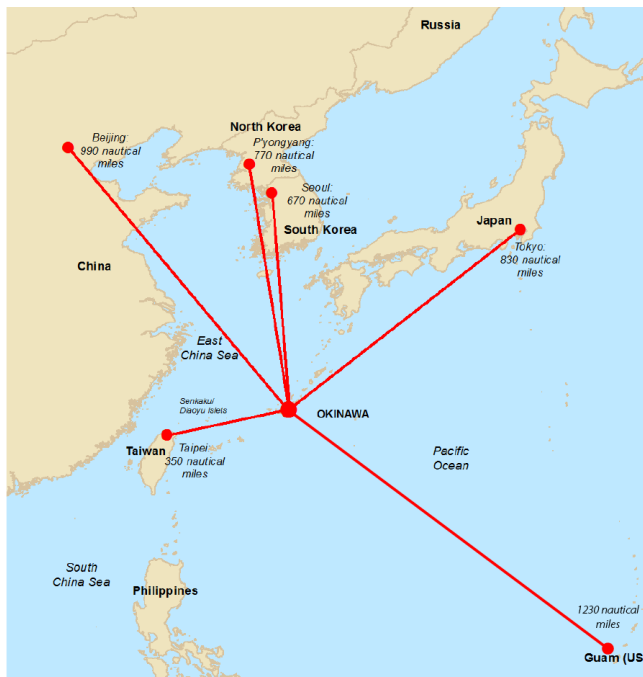 Russia
Beijing:
990 nautical
miles
North Korea
P'yongyang:
770 nautical
miles
Seoul:
670 nautical
miles
South Korea
Japan
Tokyo:
830 nautical
miles
China
East
China Sea
Senkaku/
Diaoyu Islets
OKINAWA
Taiwan
Taipei:
350 nautical
miles
Pacific
Ocean
South
China Sea
Philippines
1230 nautical
miles
Guam (US